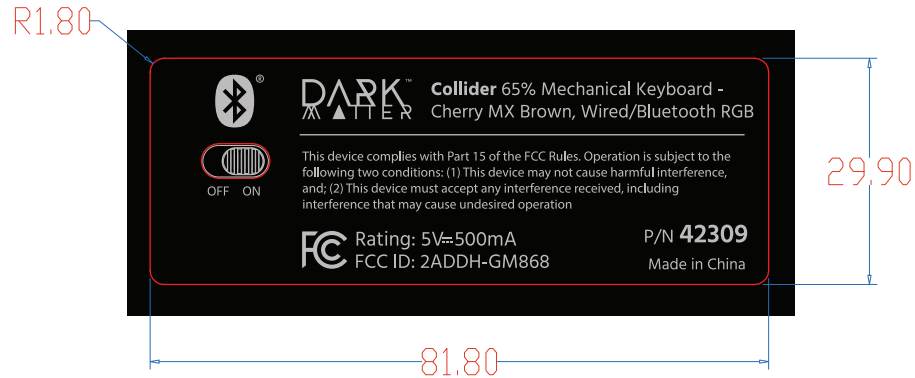 R1.80
®
DARK MATTER™
Collider 65% Mechanical Keyboard -
Cherry MX Brown, Wired/Bluetooth RGB
OFF ON
This device complies with Part 15 of the FCC Rules. Operation is subject to the
following two conditions: (1) This device may not cause harmful interference,
and; (2) This device must accept any interference received, including
interference that may cause undesired operation
FC Rating: 5V⎓500mA
FCC ID: 2ADDH-GM868
P/N 42309
Made in China
29.90
81.80